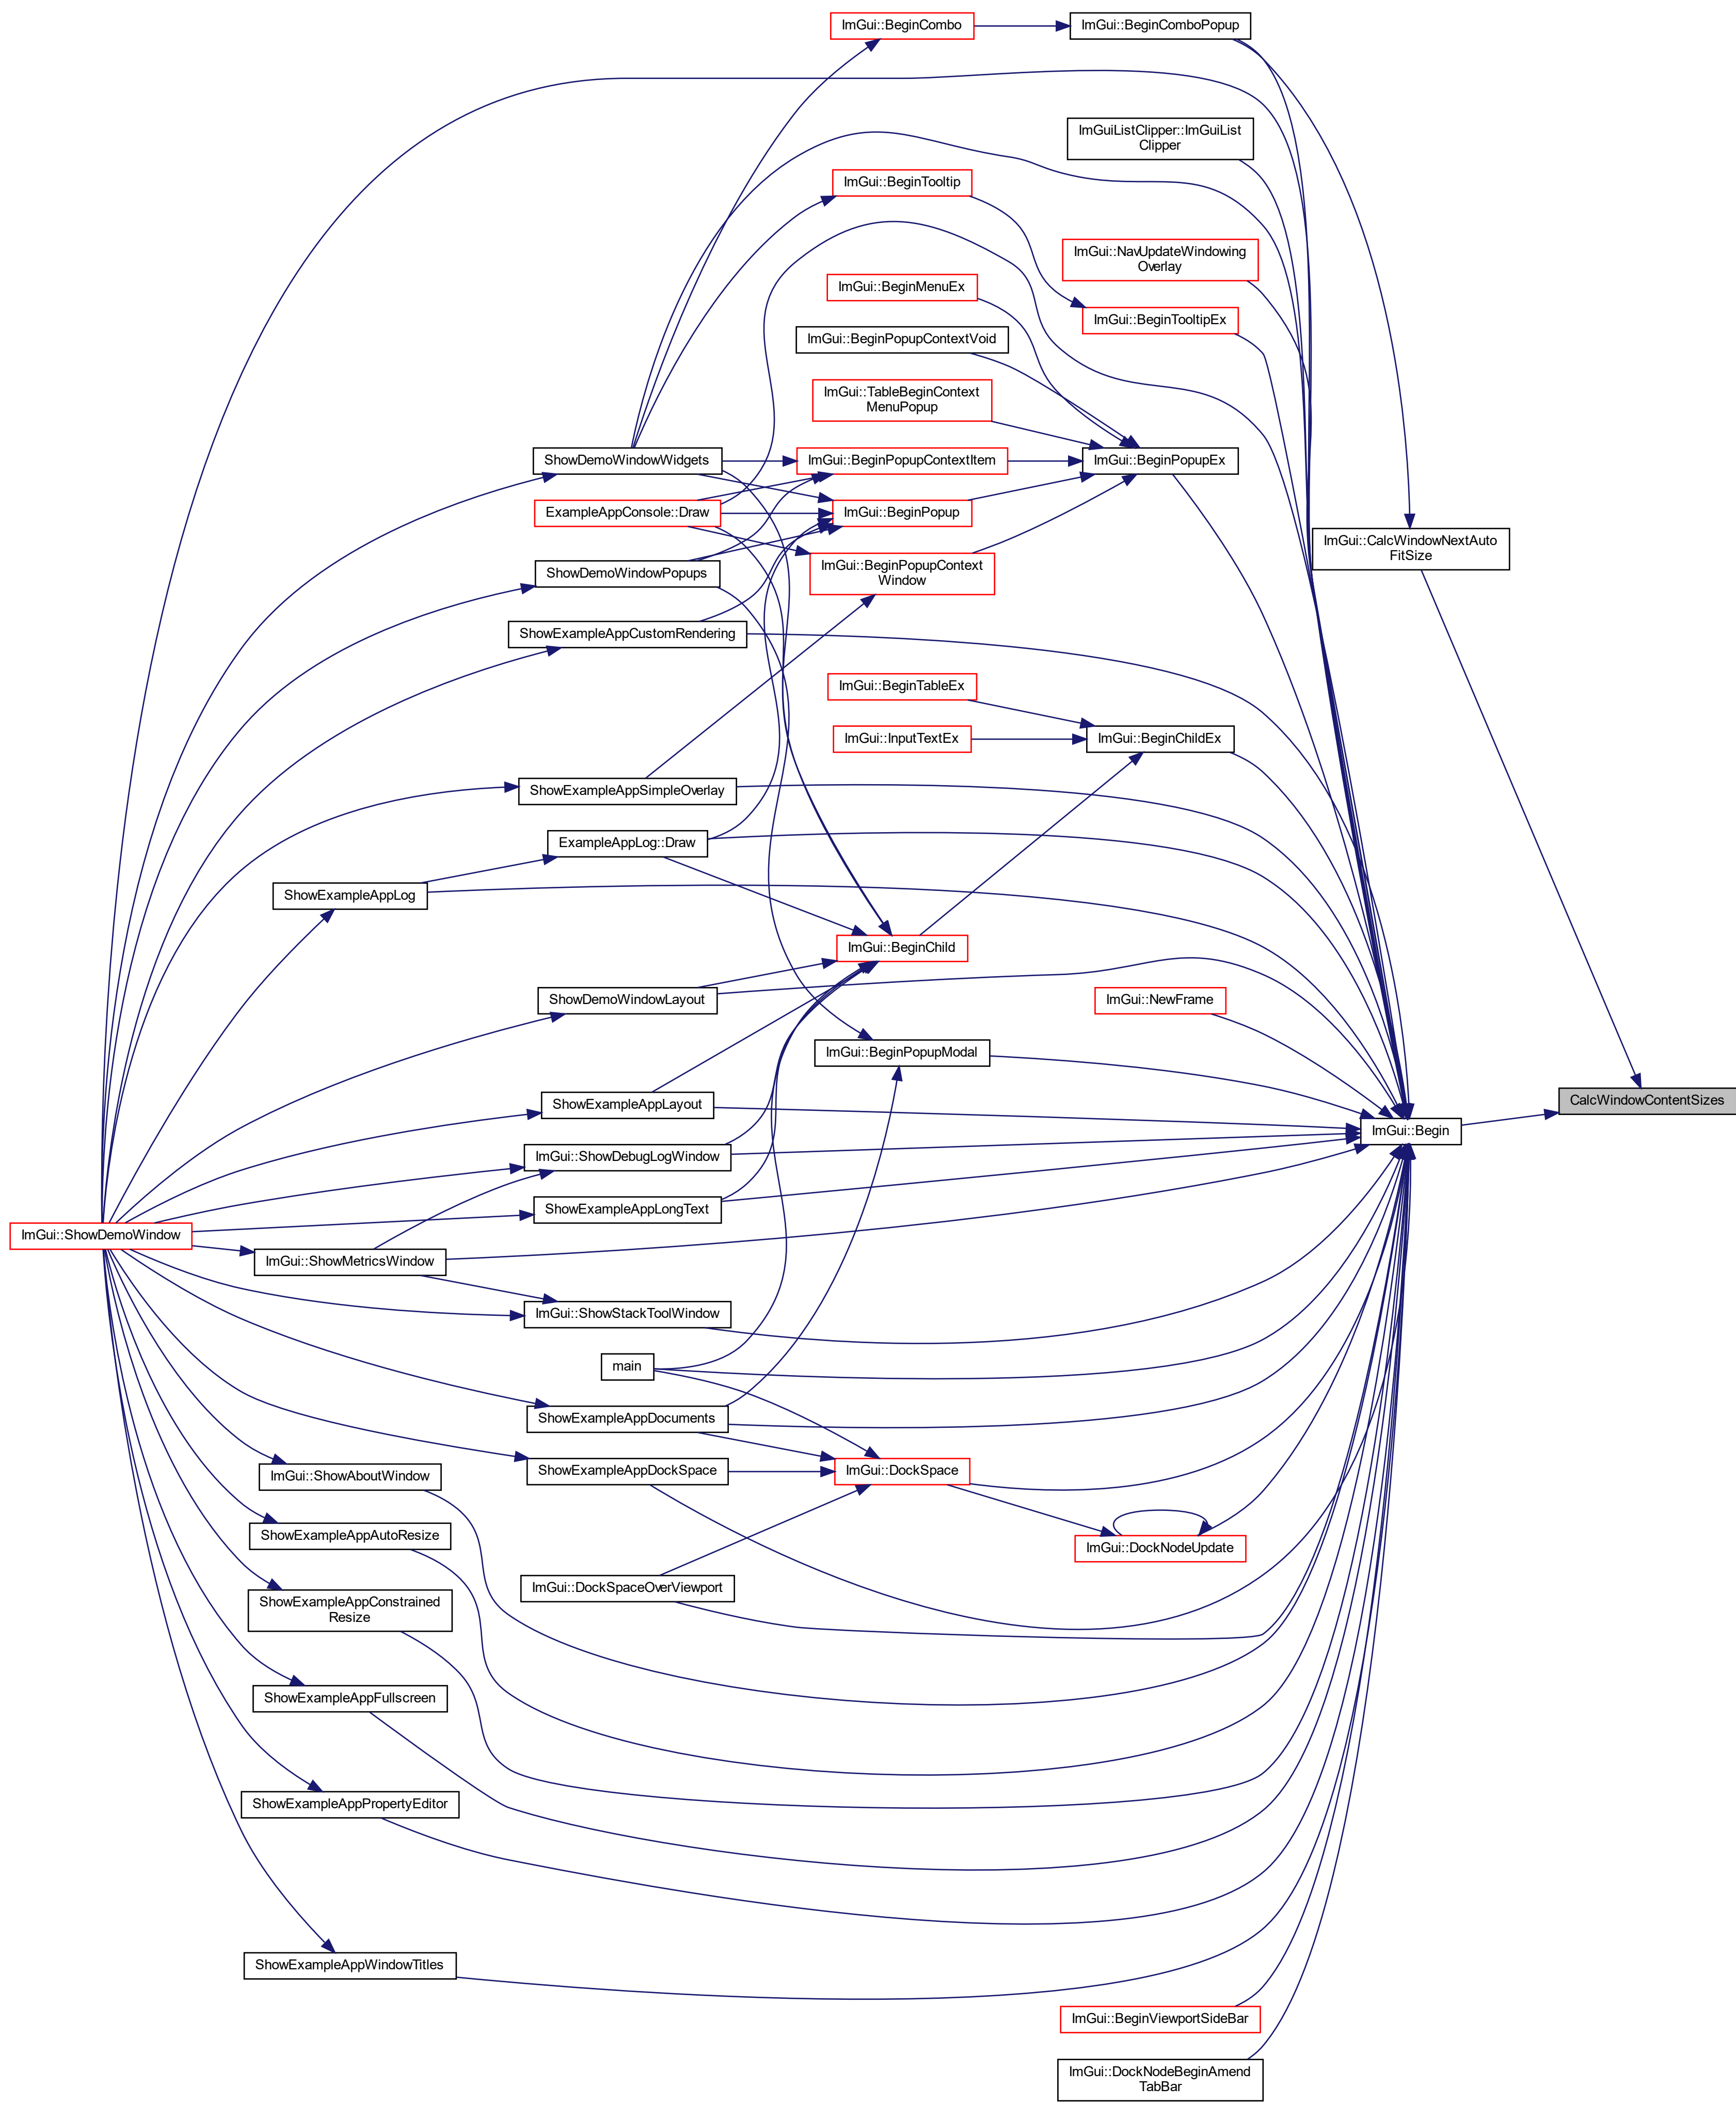 ImGui::BeginCombo
ImGui::BeginComboPopup
ImGuiListClipper::ImGuiList
Clipper
ImGui::BeginTooltip
ImGui::NavUpdateWindowing
Overlay
ImGui::BeginMenuEx
ImGui::BeginTooltipEx
ImGui::BeginPopupContextVoid
ImGui::TableBeginContext
MenuPopup
ShowDemoWindowWidgets
ImGui::BeginPopupContextItem
ImGui::BeginPopupEx
ExampleAppConsole::Draw
ImGui::BeginPopup
ImGui::CalcWindowNextAuto
FitSize
ShowDemoWindowPopups
ImGui::BeginPopupContext
Window
ShowExampleAppCustomRendering
ImGui::BeginTableEx
ImGui::InputTextEx
ImGui::BeginChildEx
ShowExampleAppSimpleOverlay
ExampleAppLog::Draw
ShowExampleAppLog
ImGui::BeginChild
ShowDemoWindowLayout
ImGui::NewFrame
ImGui::BeginPopupModal
CalcWindowContentSizes
ShowExampleAppLayout
ImGui::Begin
ImGui::ShowDebugLogWindow
ShowExampleAppLongText
ImGui::ShowDemoWindow
ImGui::ShowMetricsWindow
ImGui::ShowStackToolWindow
main
ShowExampleAppDocuments
ImGui::ShowAboutWindow
ShowExampleAppDockSpace
ImGui::DockSpace
ShowExampleAppAutoResize
ImGui::DockNodeUpdate
ImGui::DockSpaceOverViewport
ShowExampleAppConstrained
Resize
ShowExampleAppFullscreen
ShowExampleAppPropertyEditor
ShowExampleAppWindowTitles
ImGui::BeginViewportSideBar
ImGui::DockNodeBeginAmend
TabBar